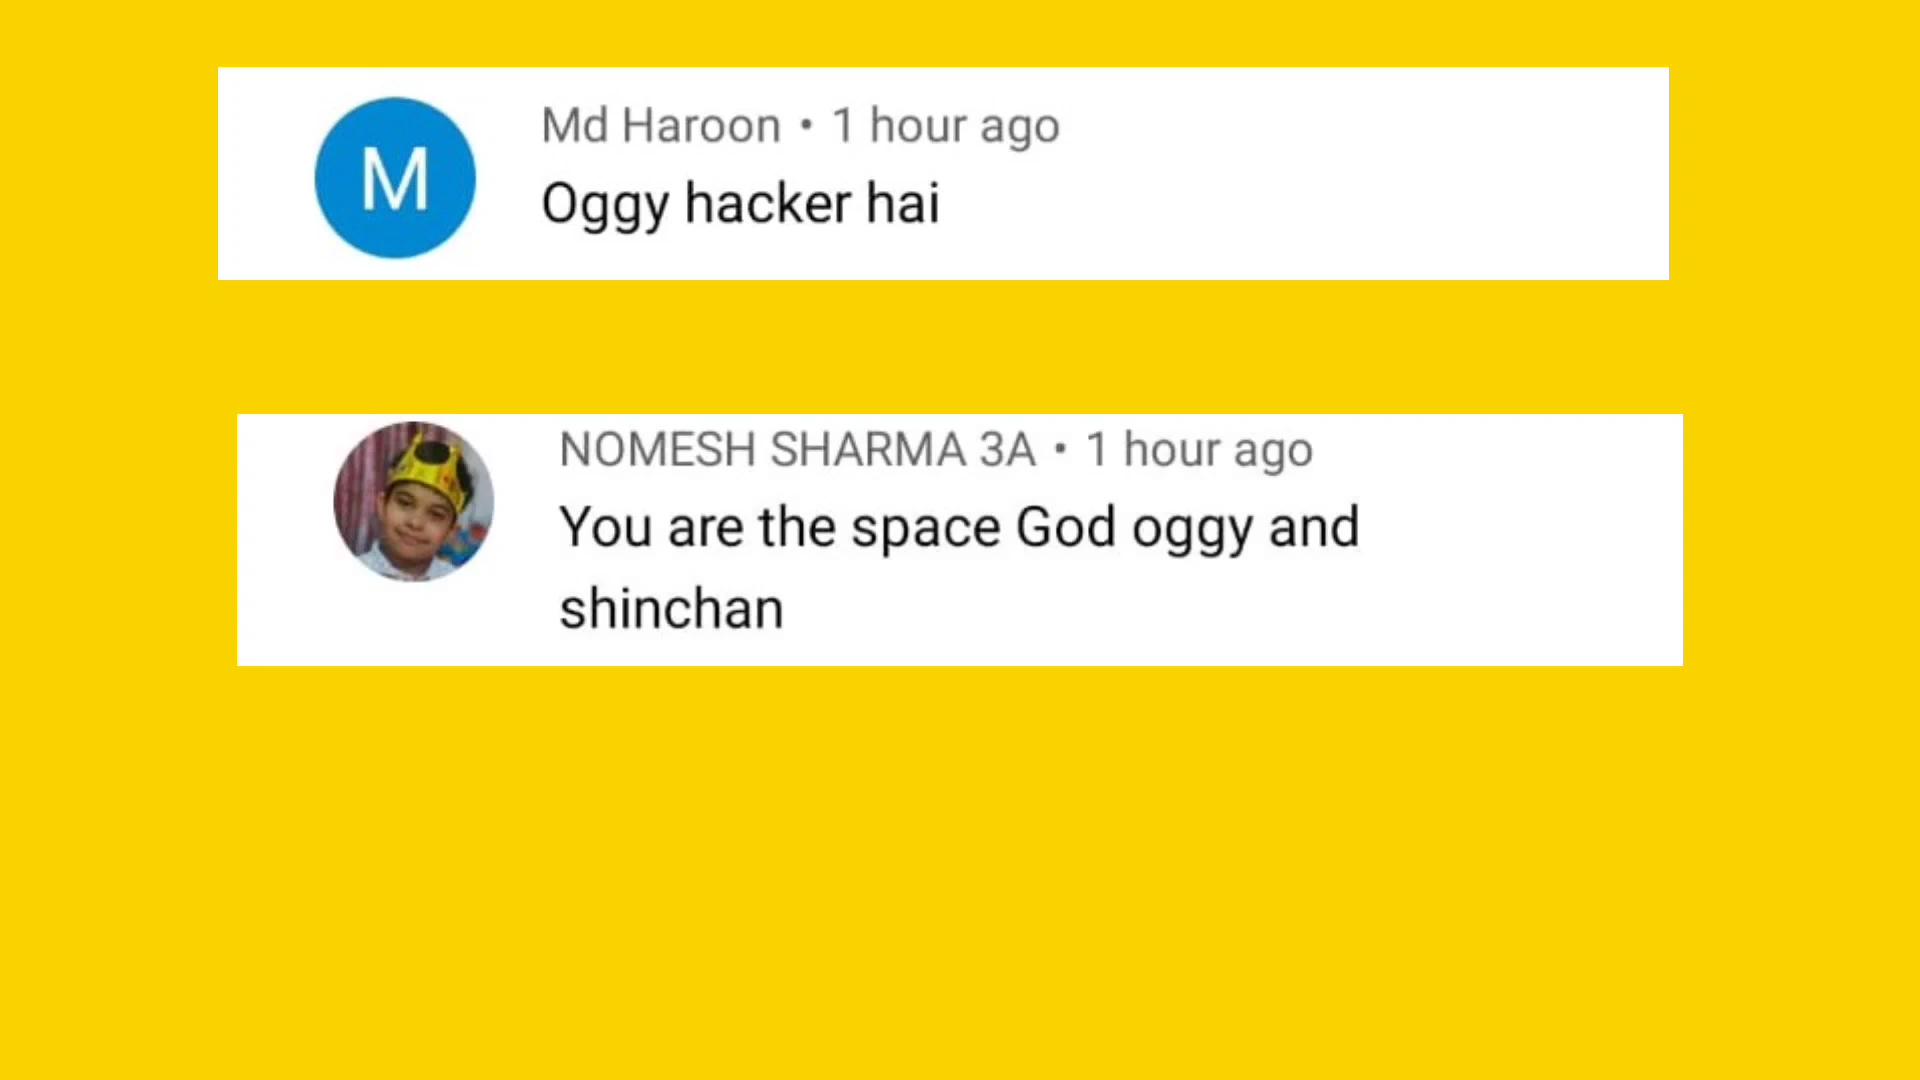 M
Md Haroon • 1 hour ago
Oggy hacker hai
NOMESH SHARMA 3A • 1 hour ago
You are the space God oggy and
shinchan